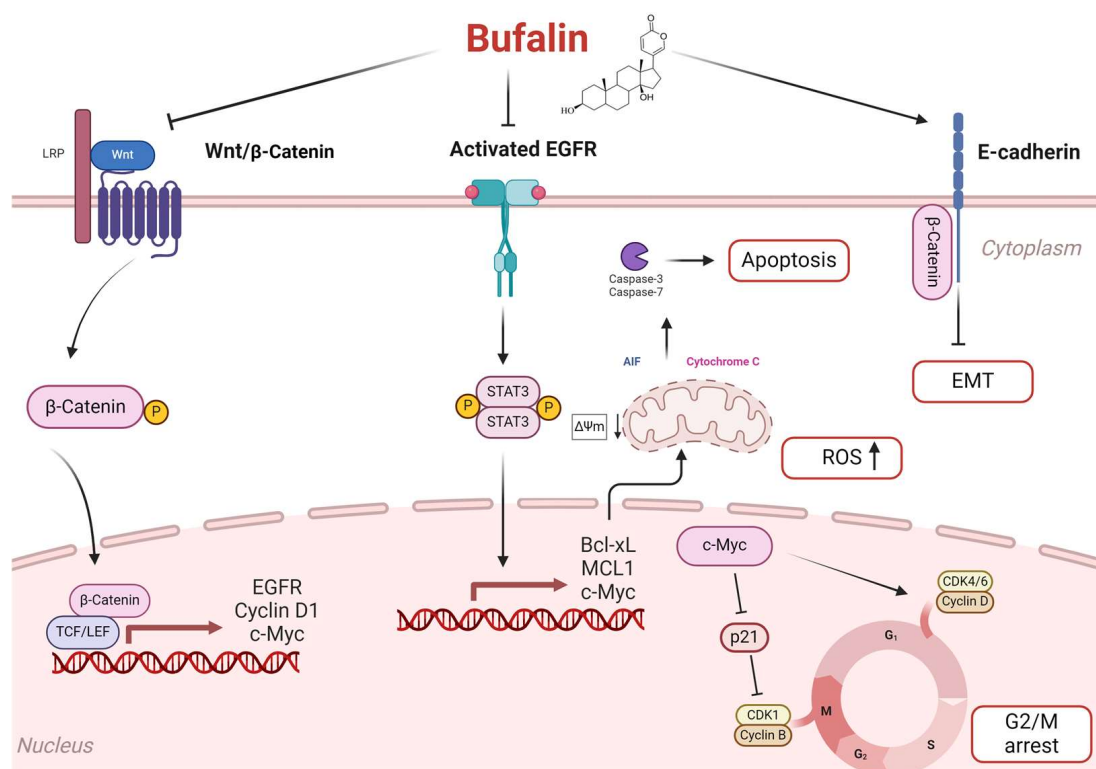 Bufalin
O
O
HO
OH
LRP
Wnt
Wnt/β-Catenin
Activated EGFR
E-cadherin
β-Catenin
Cytoplasm
Caspase-3
Caspase-7
Apoptosis
AIF
Cytochrome C
EMT
β-Catenin
P
STAT3
P
P
STAT3
ΔΨm
ROS
Bcl-xL
MCL1
c-Myc
c-Myc
EGFR
Cyclin D1
c-Myc
β-Catenin
TCF/LEF
CDK4/6
Cyclin D
p21
G₁
CDK1
Cyclin B
M
S
G₂
G2/M
arrest
Nucleus